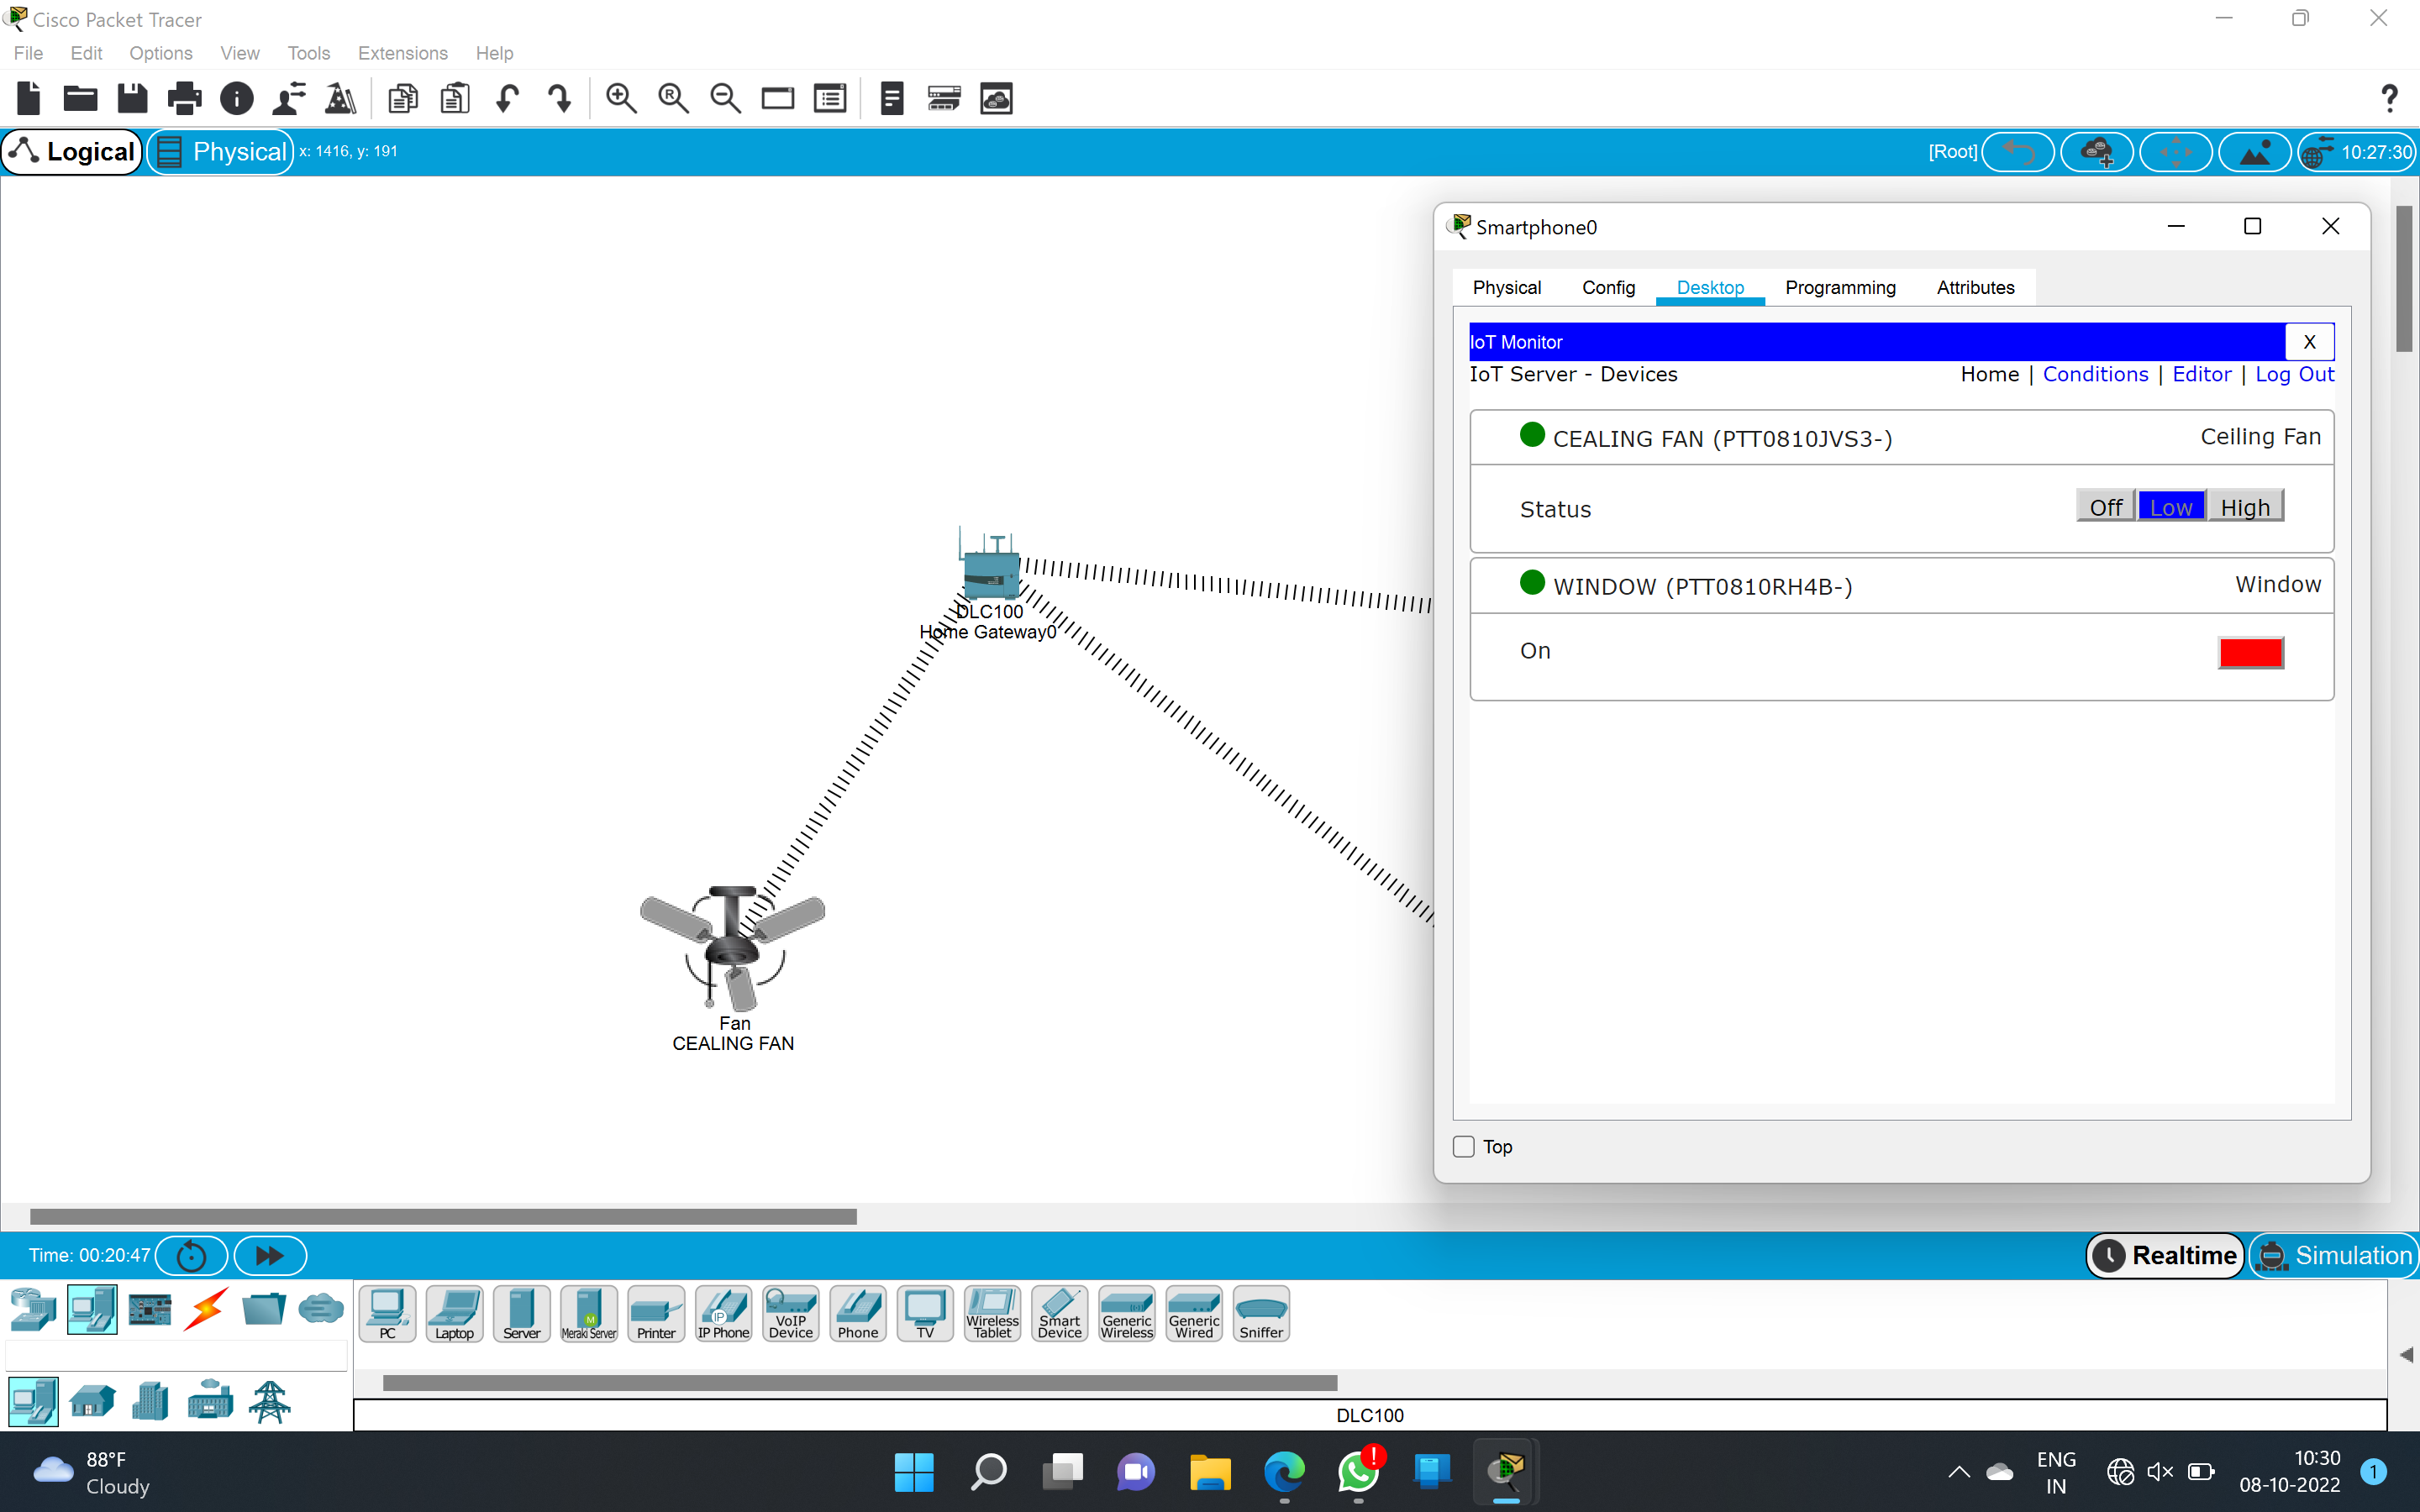 Cisco Packet Tracer
File Edit Options View Tools Extensions Help
Logical Physical x: 1416, y: 191 [Root] 10:27:30
Smartphone0
Physical Config Desktop Programming Attributes
IoT Monitor X
IoT Server - Devices Home | Conditions | Editor | Log Out
CEALING FAN (PTT0810JVS3-) Ceiling Fan
Status Off Low High
WINDOW (PTT0810RH4B-) Window
On
Top
DLC100
Home Gateway0
Fan
CEALING FAN
Time: 00:20:47 Realtime Simulation
PC Laptop Server Meraki Server Printer IP Phone VoIP Device Phone TV Wireless Tablet Smart Device Generic Wireless Generic Wired Sniffer
DLC100
88°F
Cloudy
ENG
IN
10:30
08-10-2022
1